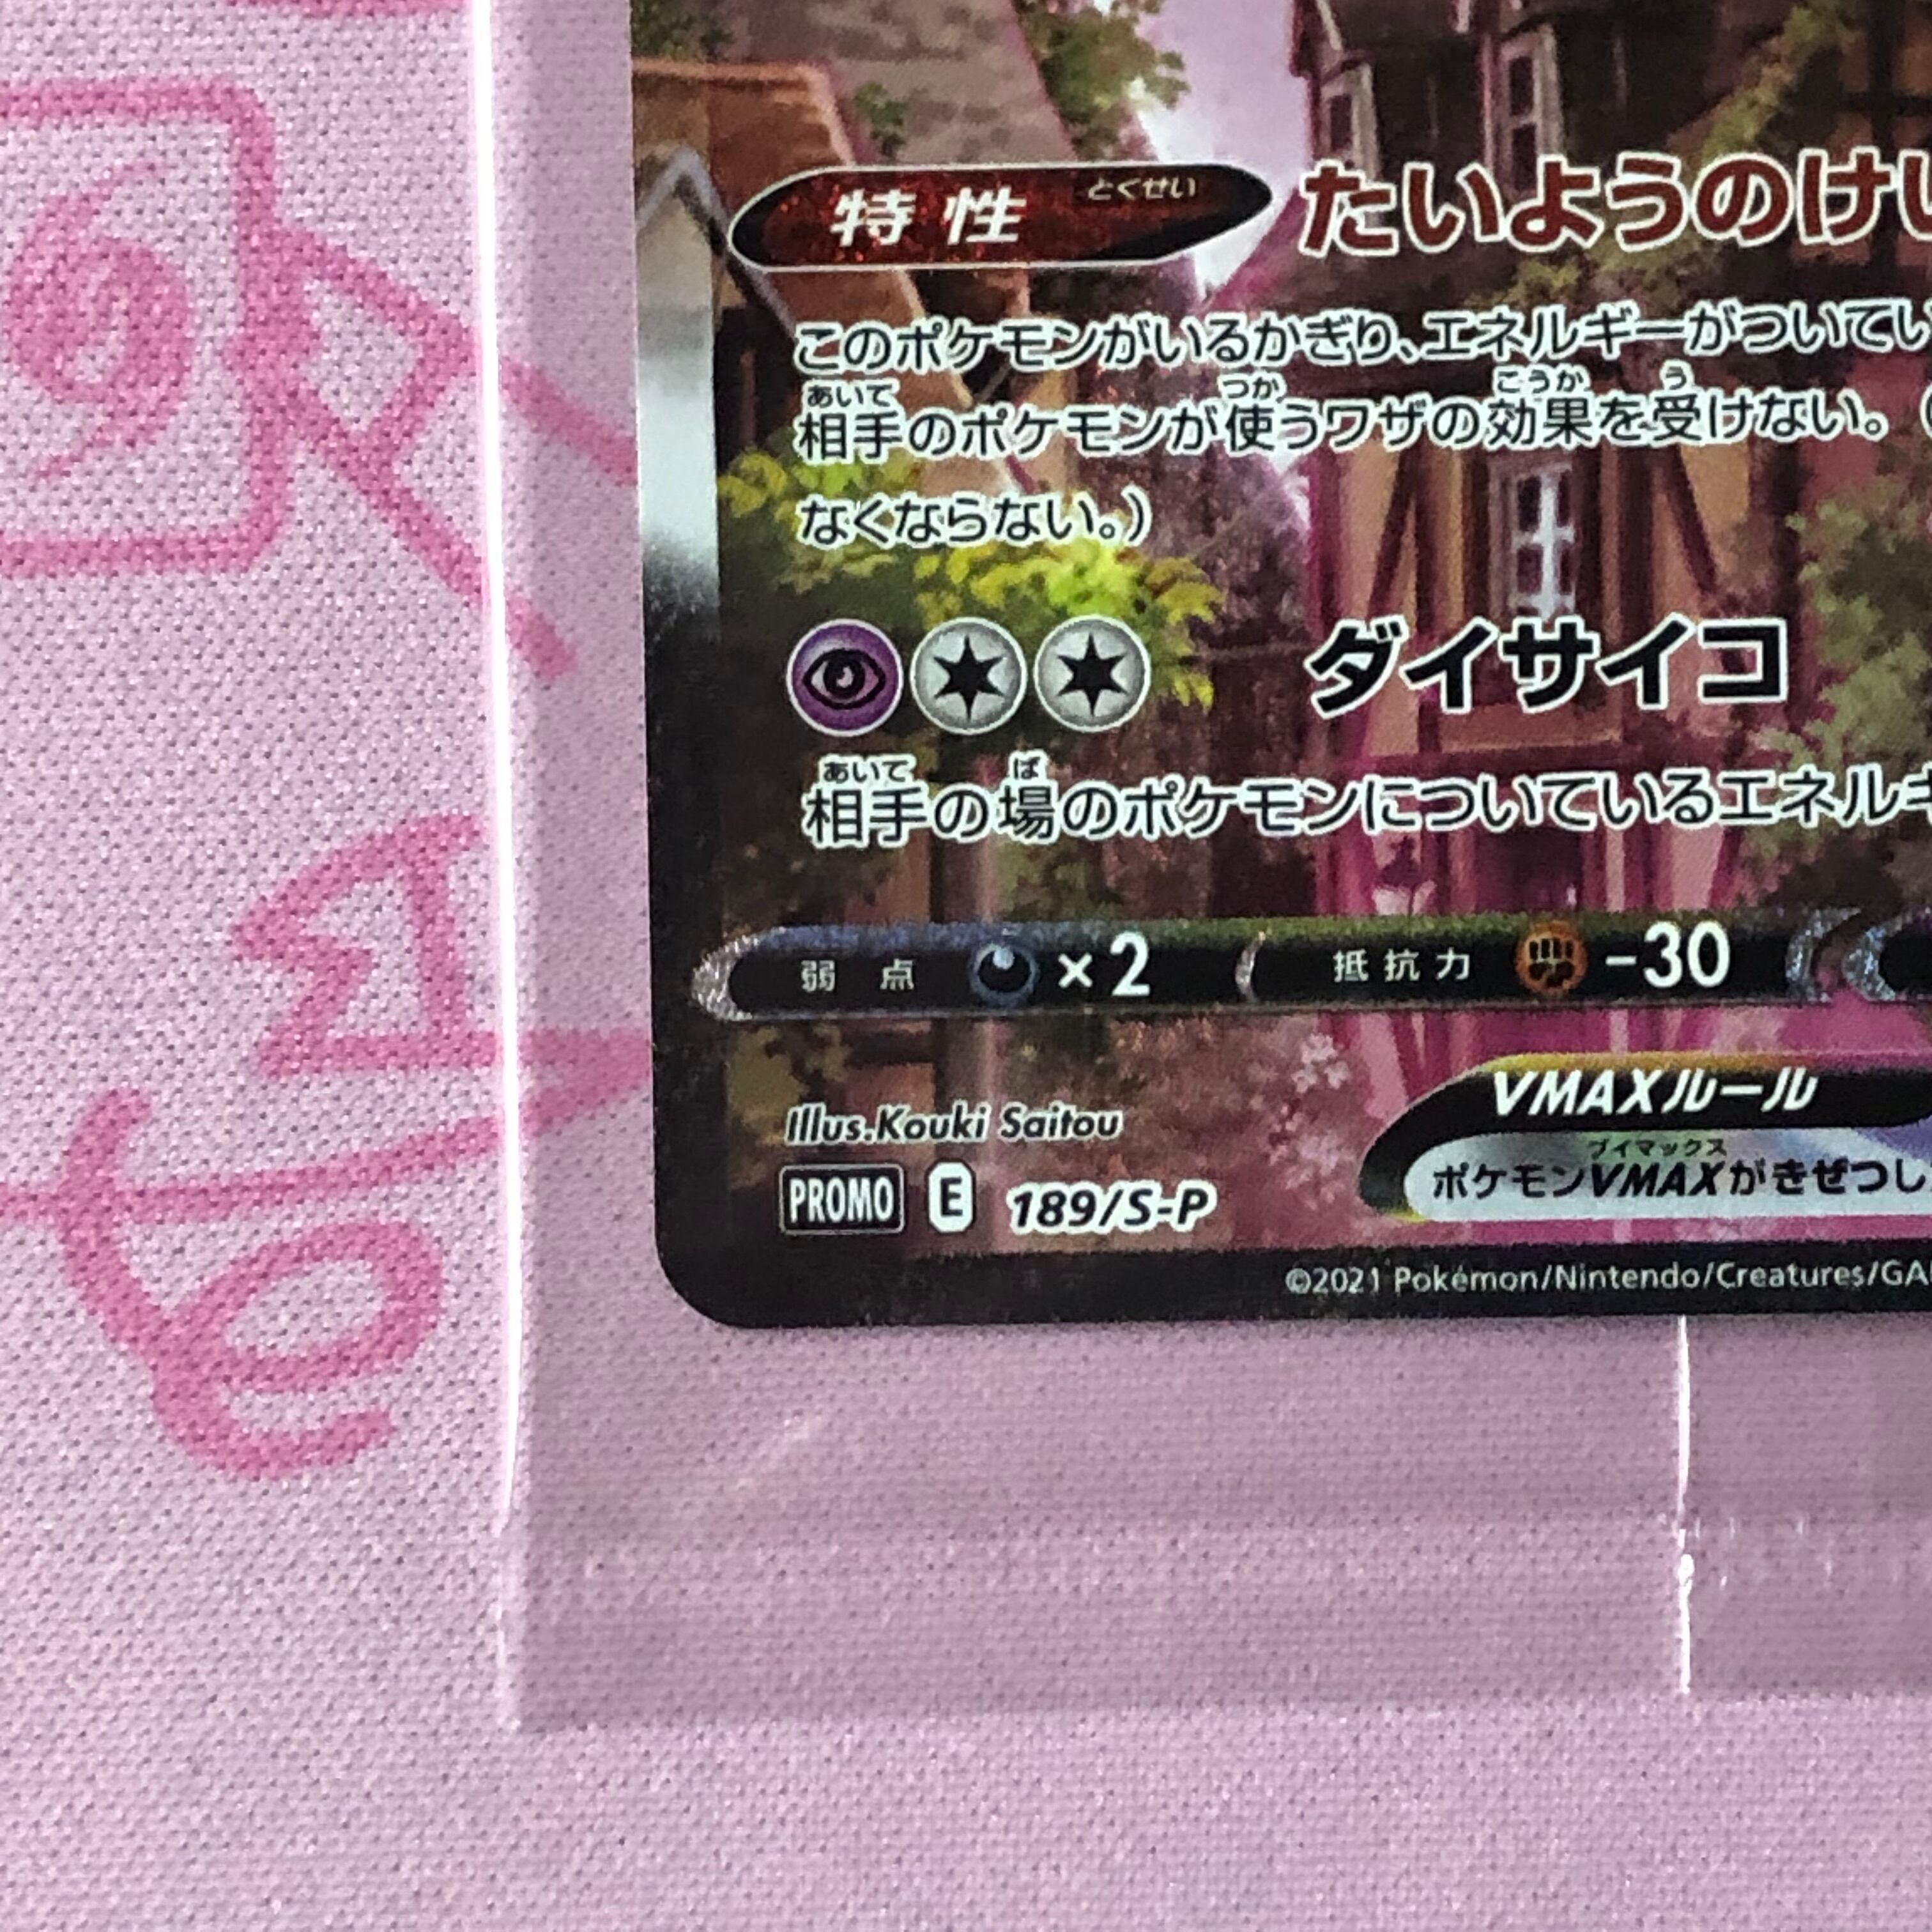 特性 とくせい たいようのけい
このポケモンがいるかぎり、エネルギーがついてい
あいて つか こうか う
相手のポケモンが使うワザの効果を受けない。（
なくならない。）
ダイサイコ
あいて ば
相手の場のポケモンについているエネルギ
弱点 ×2 抵抗力 -30
VMAXルール
Illus.Kouki Saitou
ブイマックス
ポケモンVMAXがきぜつし
PROMO E 189/S-P
©2021 Pokémon/Nintendo/Creatures/GA